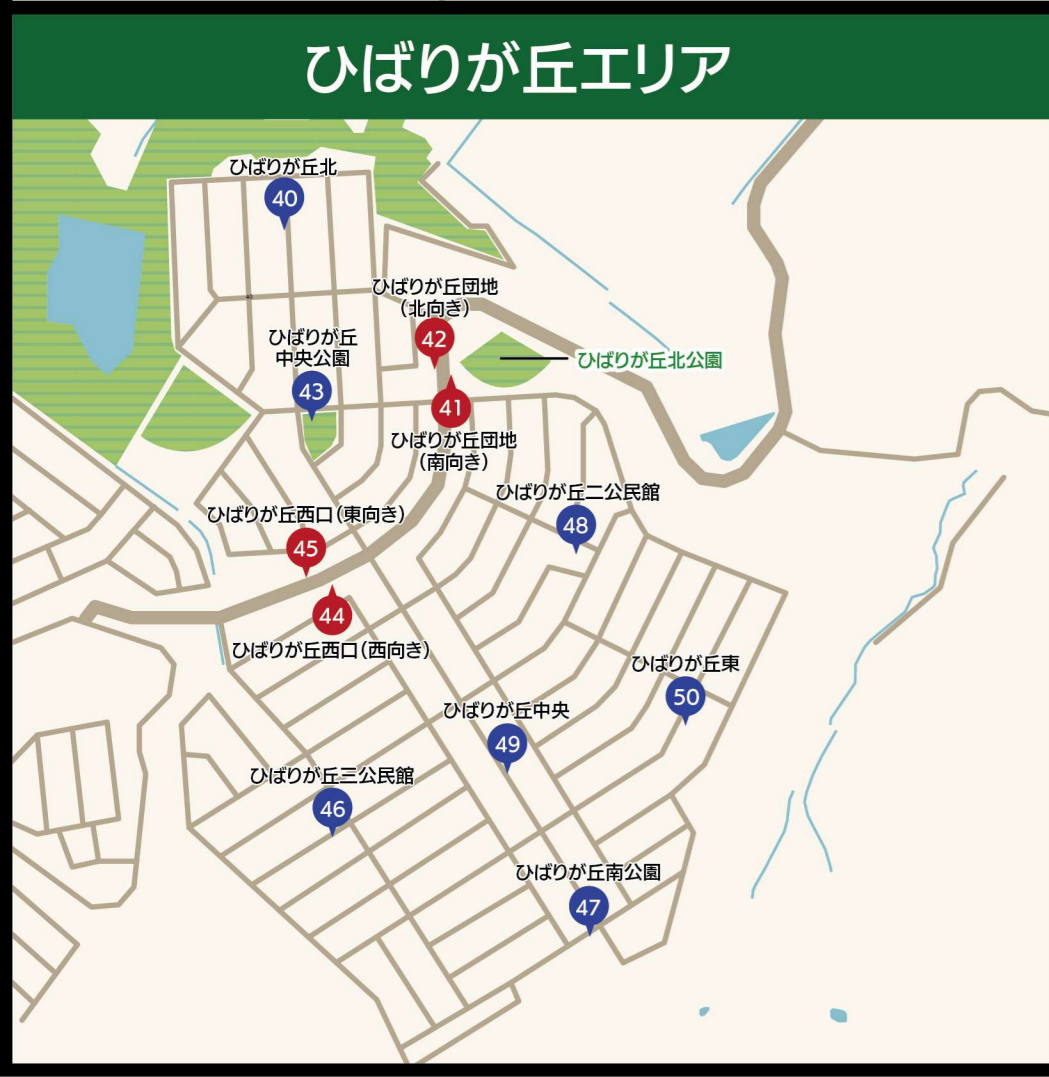 ひばりが丘エリア
ひばりが丘北
40
ひばりが丘団地
(北向き)
42
ひばりが丘
中央公園
43
ひばりが丘北公園
41
ひばりが丘団地
(南向き)
ひばりが丘二公民館
48
ひばりが丘西口(東向き)
45
44
ひばりが丘西口(西向き)
ひばりが丘東
50
ひばりが丘中央
49
ひばりが丘三公民館
46
ひばりが丘南公園
47